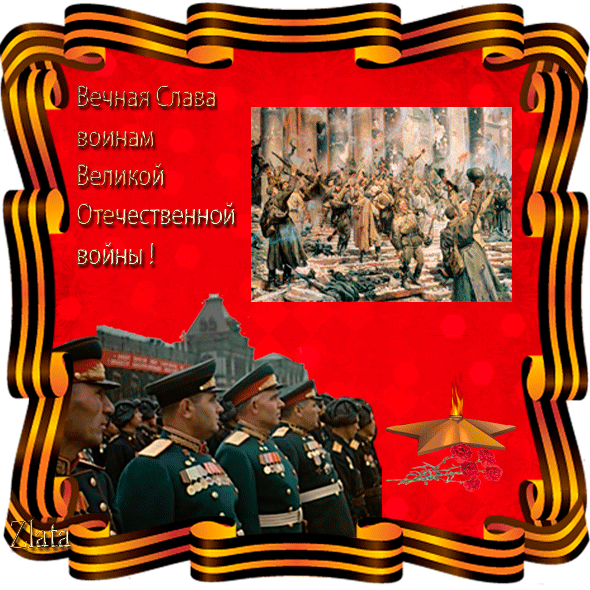 Вечная Слава
воинам
Великой
Отечественной
войны !
Zlata